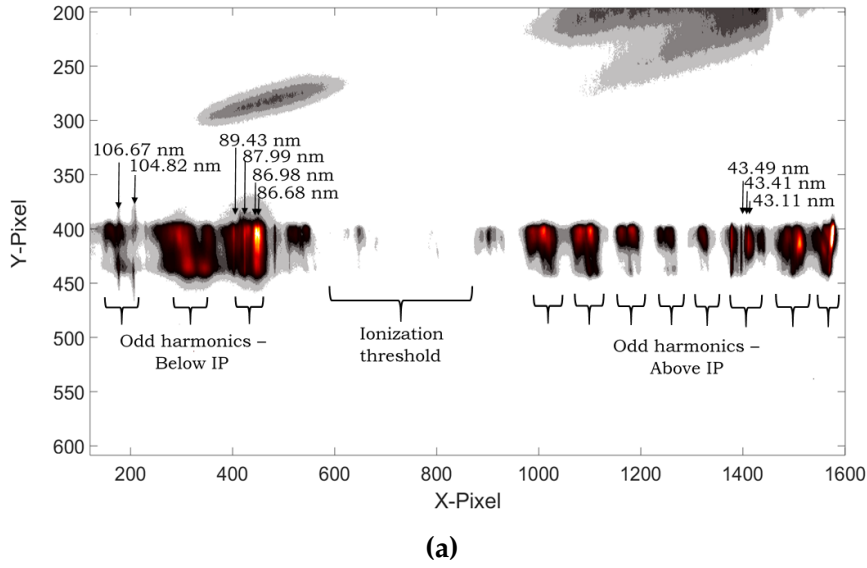 200
250
300
350
400
450
500
550
600
Y-Pixel
106.67 nm
104.82 nm
89.43 nm
87.99 nm
86.98 nm
86.68 nm
43.49 nm
43.41 nm
43.11 nm
Odd harmonics –
Below IP
Ionization
threshold
Odd harmonics –
Above IP
200 400 600 800 1000 1200 1400 1600
X-Pixel
(a)